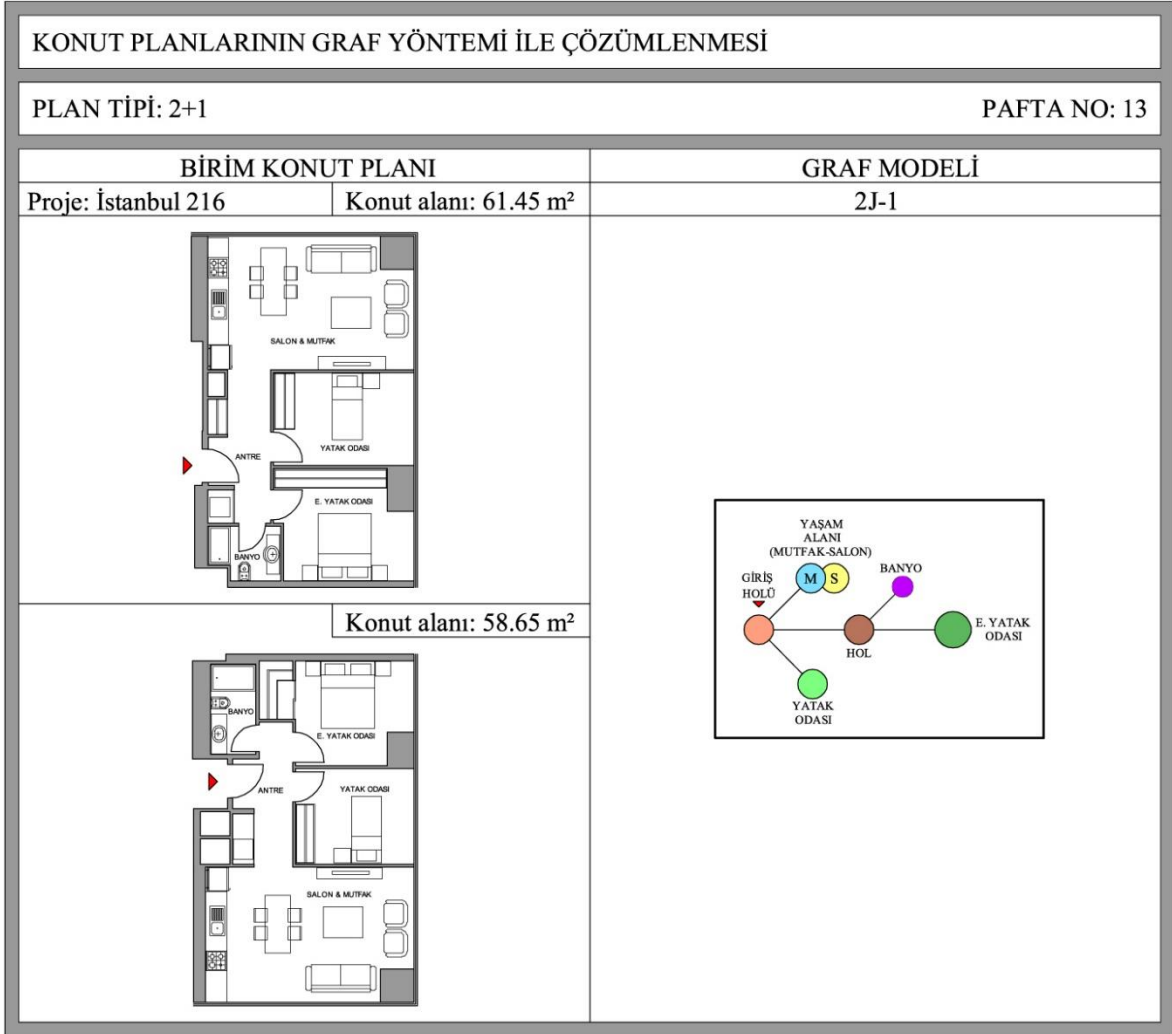 KONUT PLANLARININ GRAF YÖNTEMİ İLE ÇÖZÜMLENMESİ
PLAN TİPİ: 2+1
PAFTA NO: 13
BİRİM KONUT PLANI
GRAF MODELİ
Proje: İstanbul 216
Konut alanı: 61.45 m²
2J-1
SALON & MUTFAK
YATAK ODASI
ANTRE
E. YATAK ODASI
BANYO
Konut alanı: 58.65 m²
BANYO
E. YATAK ODASI
ANTRE
YATAK ODASI
SALON & MUTFAK
YAŞAM
ALANI
(MUTFAK-SALON)
GİRİŞ
HOLÜ
M S
BANYO
E. YATAK
ODASI
HOL
YATAK
ODASI